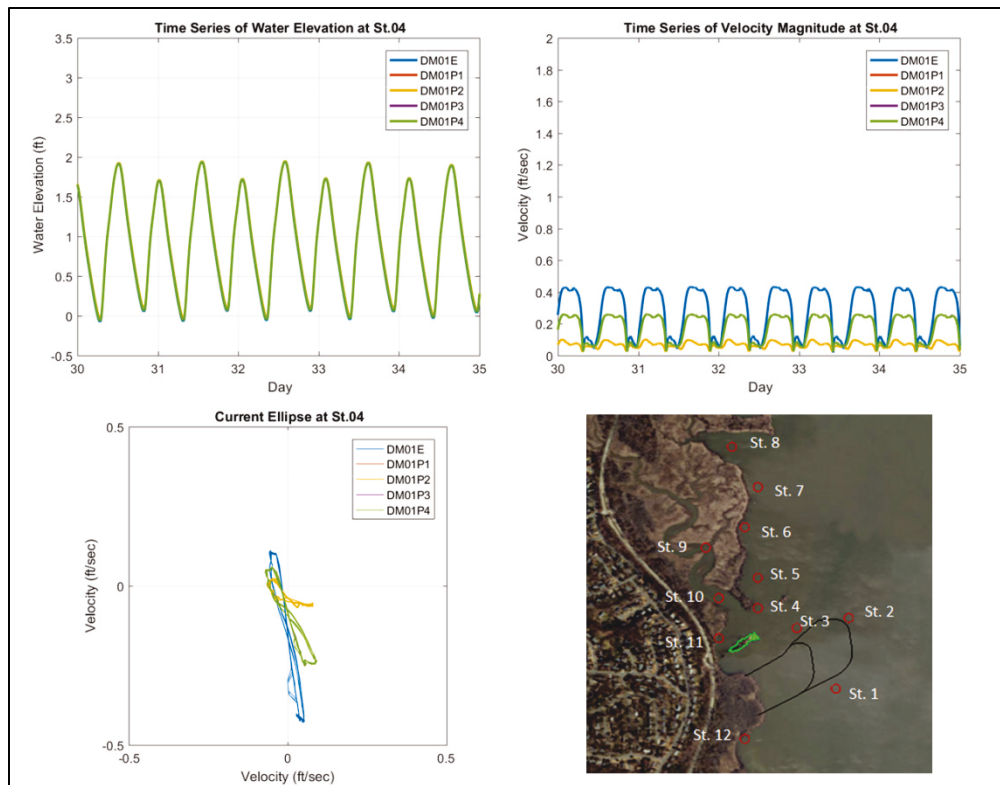 Time Series of Water Elevation at St.04
3.5
3
2.5
2
1.5
1
0.5
0
-0.5
Water Elevation (ft)
DM01E
DM01P1
DM01P2
DM01P3
DM01P4
30
31
32
33
34
35
Day
Time Series of Velocity Magnitude at St.04
2
1.8
1.6
1.4
1.2
1
0.8
0.6
0.4
0.2
0
Velocity (ft/sec)
DM01E
DM01P1
DM01P2
DM01P3
DM01P4
30
31
32
33
34
35
Day
Current Ellipse at St.04
0.5
0
-0.5
Velocity (ft/sec)
DM01E
DM01P1
DM01P2
DM01P3
DM01P4
-0.5
0
0.5
Velocity (ft/sec)
St. 8
St. 7
St. 6
St. 9
St. 5
St. 10
St. 4
St. 2
St. 3
St. 11
St. 1
St. 12